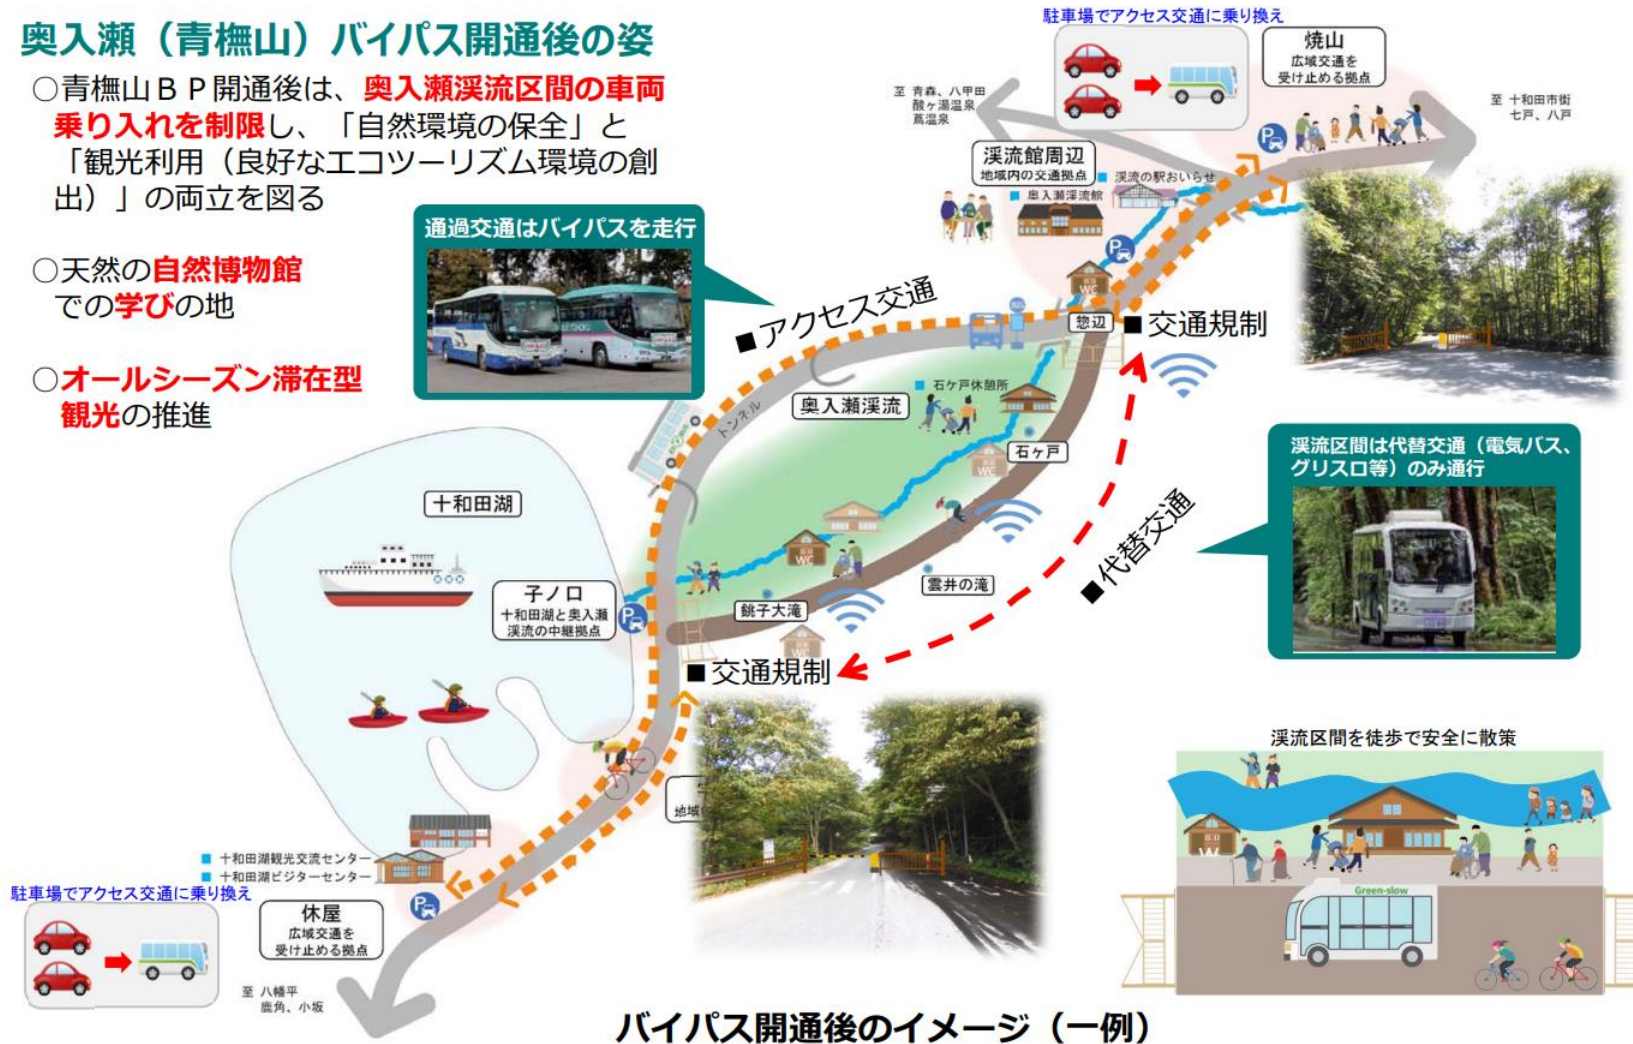 奥入瀬（青橅山）バイパス開通後の姿
○青橅山ＢＰ開通後は、奥入瀬渓流区間の車両
乗り入れを制限し、「自然環境の保全」と
「観光利用（良好なエコツーリズム環境の創
出）」の両立を図る
○天然の自然博物館
での学びの地
○オールシーズン滞在型
観光の推進
通過交通はバイパスを走行
駐車場でアクセス交通に乗り換え
焼山
広域交通を
受け止める拠点
至 青森、八甲田
酸ヶ湯温泉
蔦温泉
至 十和田市街
七戸、八戸
渓流館周辺
地域内の交通拠点
■ 渓流の駅おいらせ
■ 奥入瀬渓流館
P
P
WC
■アクセス交通
惣辺
■交通規制
トンネル
■ 石ケ戸休憩所
奥入瀬渓流
石ヶ戸
WC
渓流区間は代替交通（電気バス、
グリスロ等）のみ通行
■代替交通
十和田湖
WC
子ノ口
十和田湖と奥入瀬
渓流の中継拠点
P
雲井の滝
銚子大滝
WC
■交通規制
地域
渓流区間を徒歩で安全に散策
W
Green-slow
■ 十和田湖観光交流センター
■ 十和田湖ビジターセンター
駐車場でアクセス交通に乗り換え
P
休屋
広域交通を
受け止める拠点
至 八幡平
鹿角、小坂
バイパス開通後のイメージ（一例）